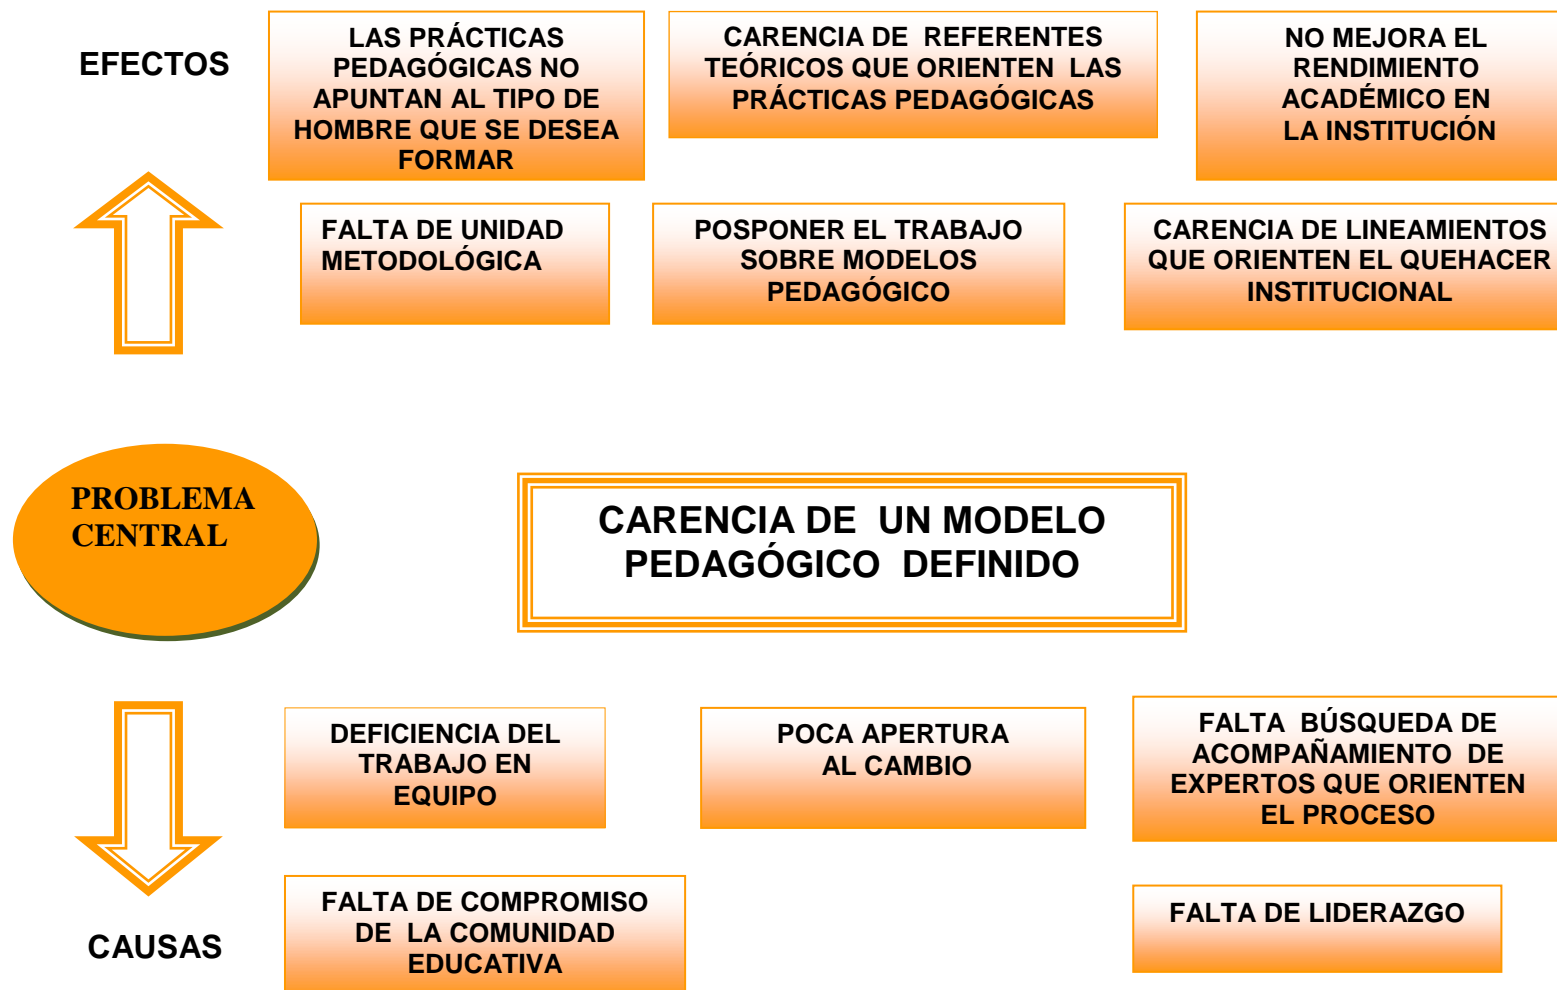 EFECTOS
LAS PRÁCTICAS
PEDAGÓGICAS NO
APUNTAN AL TIPO DE
HOMBRE QUE SE DESEA
FORMAR
CARENCIA DE REFERENTES
TEÓRICOS QUE ORIENTEN LAS
PRÁCTICAS PEDAGÓGICAS
NO MEJORA EL
RENDIMIENTO
ACADÉMICO EN
LA INSTITUCIÓN
FALTA DE UNIDAD
METODOLÓGICA
POSPONER EL TRABAJO
SOBRE MODELOS
PEDAGÓGICO
CARENCIA DE LINEAMIENTOS
QUE ORIENTEN EL QUEHACER
INSTITUCIONAL
PROBLEMA
CENTRAL
CARENCIA DE UN MODELO
PEDAGÓGICO DEFINIDO
DEFICIENCIA DEL
TRABAJO EN
EQUIPO
POCA APERTURA
AL CAMBIO
FALTA BÚSQUEDA DE
ACOMPAÑAMIENTO DE
EXPERTOS QUE ORIENTEN
EL PROCESO
CAUSAS
FALTA DE COMPROMISO
DE LA COMUNIDAD
EDUCATIVA
FALTA DE LIDERAZGO